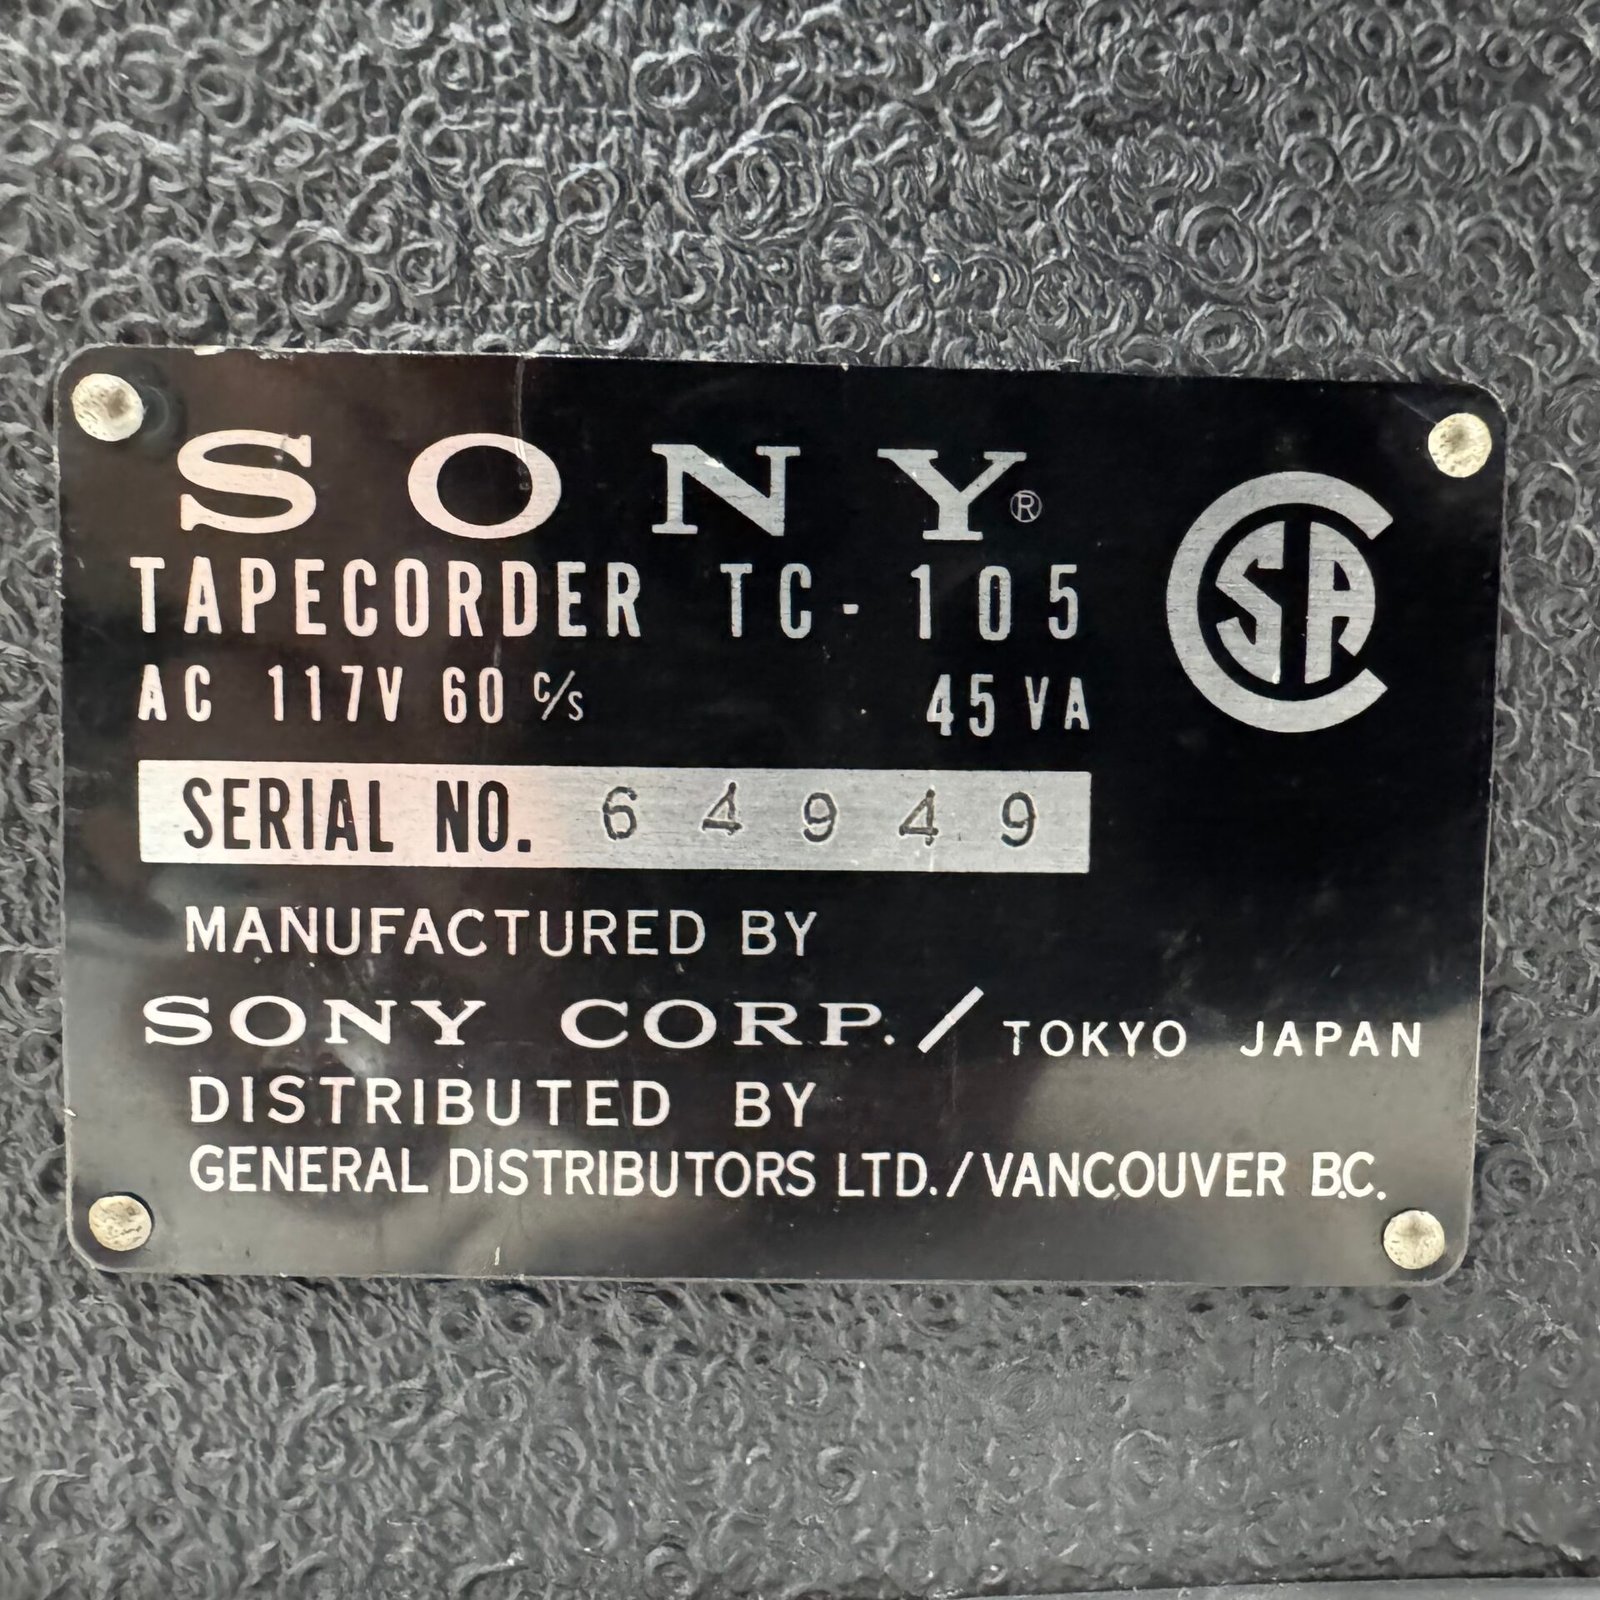 SONY®
TAPECORDER TC-105
AC 117V 60 c/s 45 VA
CSA
SERIAL NO. 64949
MANUFACTURED BY
SONY CORP. / TOKYO JAPAN
DISTRIBUTED BY
GENERAL DISTRIBUTORS LTD. / VANCOUVER B.C.